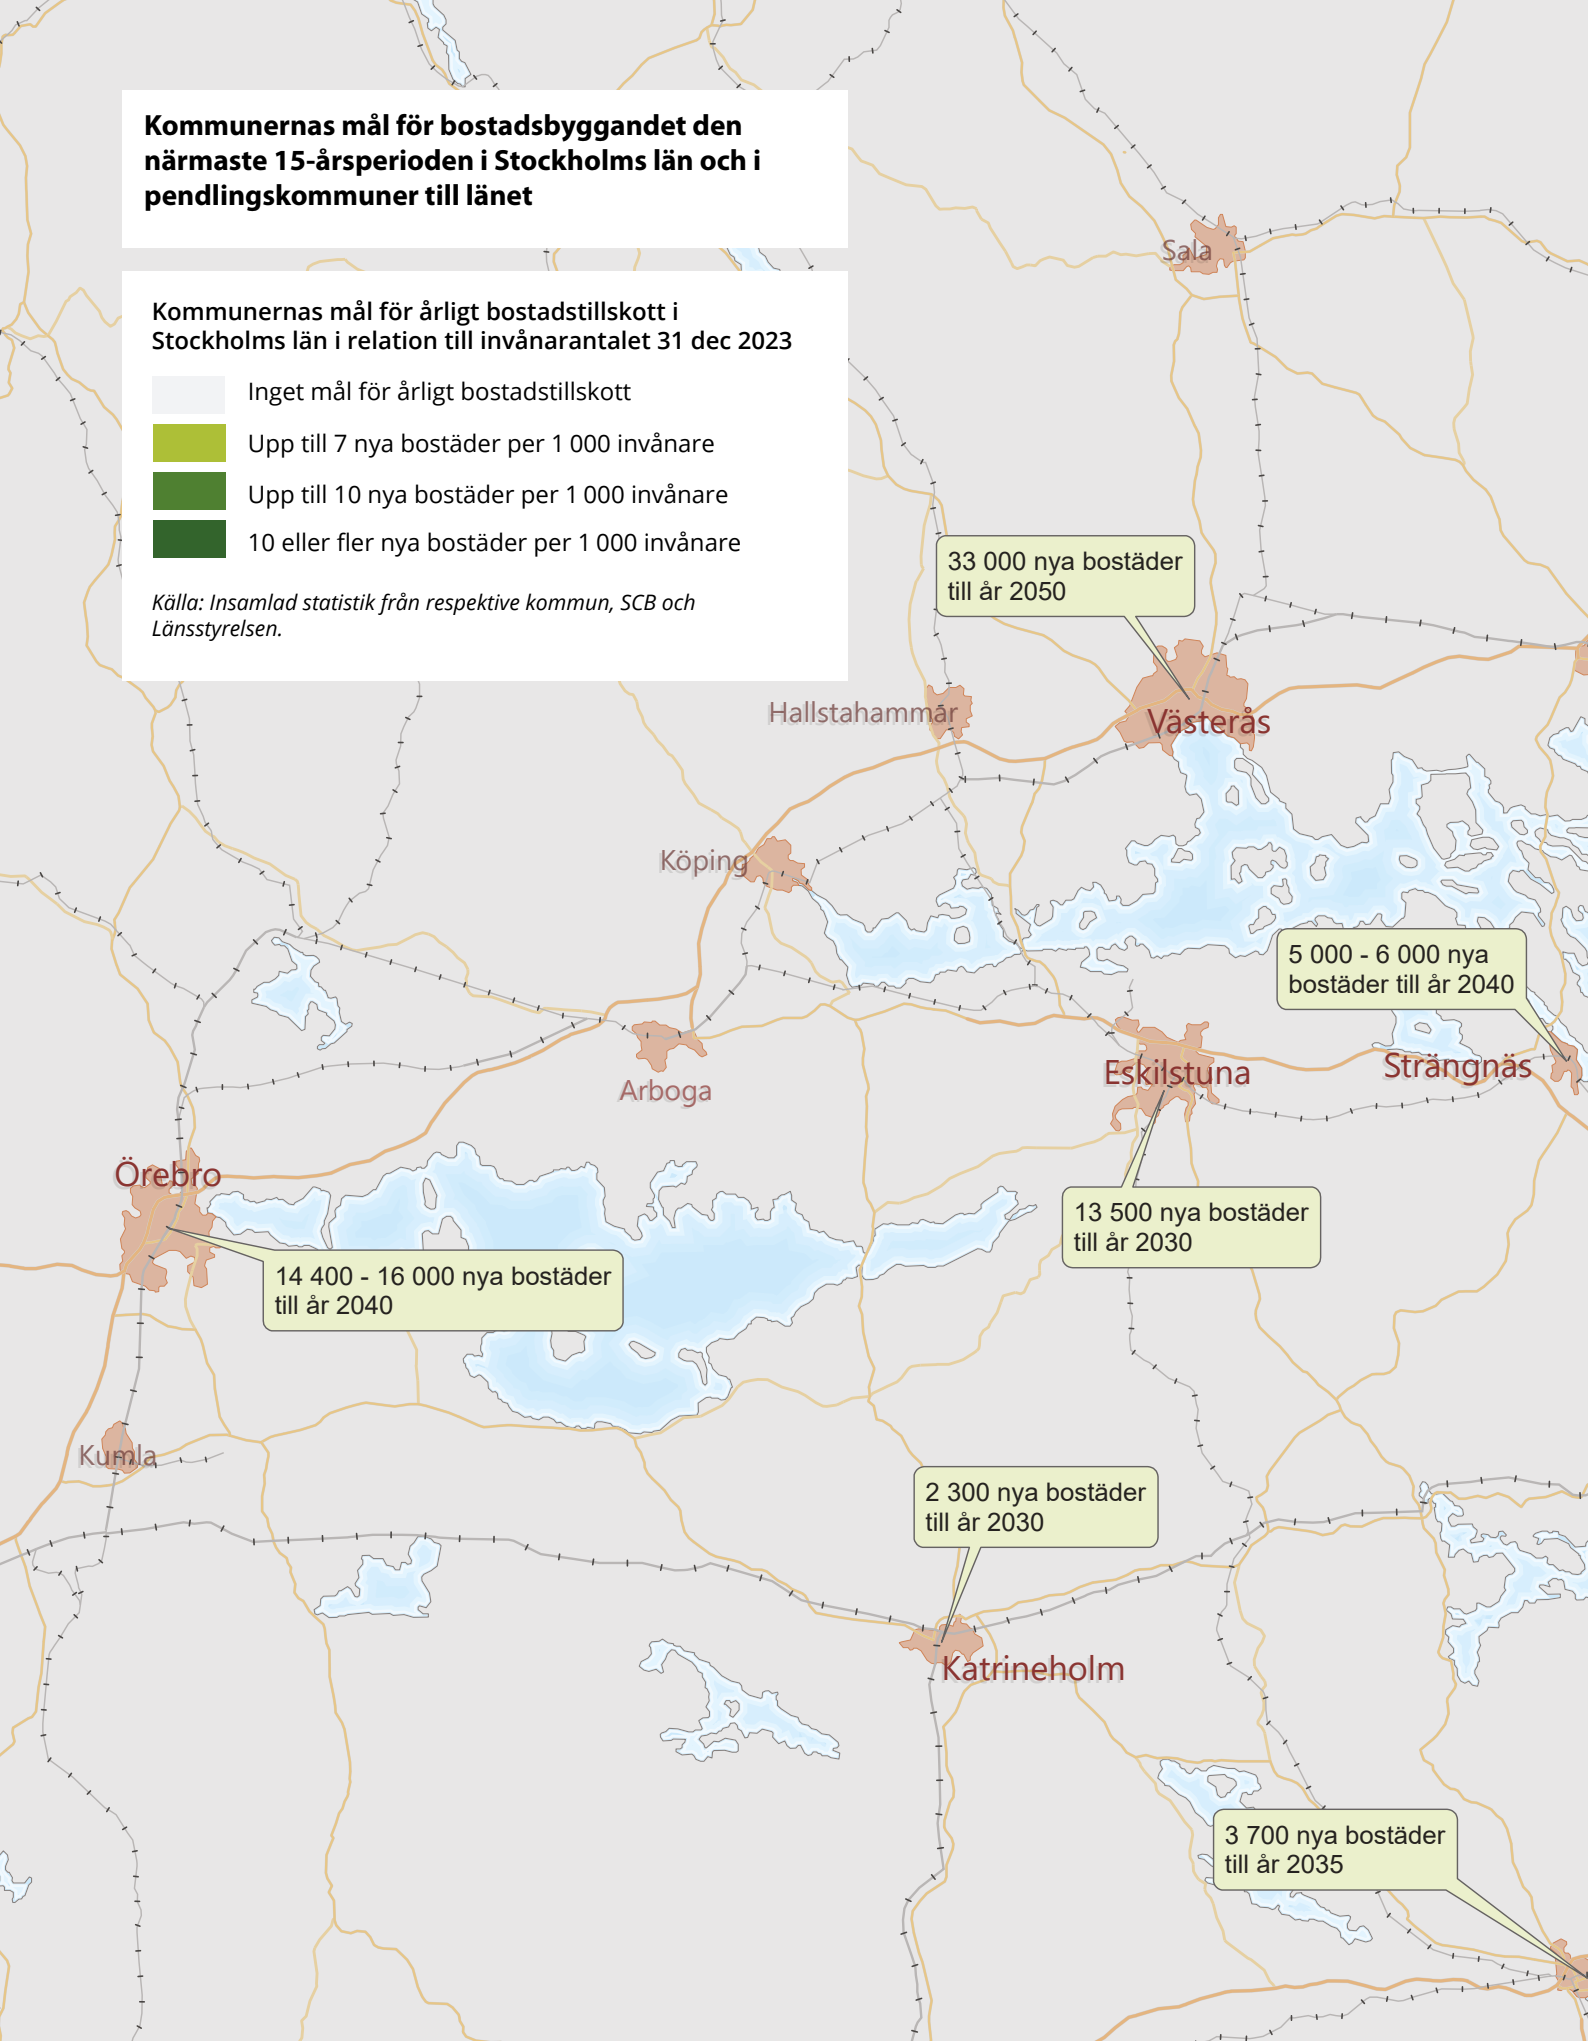 Kommunernas mål för bostadsbyggandet den
närmaste 15-årsperioden i Stockholms län och i
pendlingskommuner till länet
Kommunernas mål för årligt bostadstillskott i
Stockholms län i relation till invånarantalet 31 dec 2023
Inget mål för årligt bostadstillskott
Upp till 7 nya bostäder per 1 000 invånare
Upp till 10 nya bostäder per 1 000 invånare
10 eller fler nya bostäder per 1 000 invånare
Källa: Insamlad statistik från respektive kommun, SCB och
Länsstyrelsen.
Sala
33 000 nya bostäder
till år 2050
Hallstahammar
Västerås
Köping
5 000 - 6 000 nya
bostäder till år 2040
Strängnäs
Eskilstuna
Arboga
Örebro
13 500 nya bostäder
till år 2030
14 400 - 16 000 nya bostäder
till år 2040
Kumla
2 300 nya bostäder
till år 2030
Katrineholm
3 700 nya bostäder
till år 2035